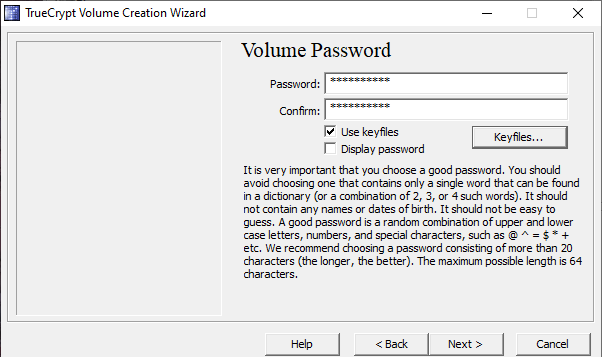 TrueCrypt Volume Creation Wizard
Volume Password
Password: **********
Confirm: **********
Use keyfiles
Keyfiles...
Display password
It is very important that you choose a good password. You should
avoid choosing one that contains only a single word that can be found
in a dictionary (or a combination of 2, 3, or 4 such words). It should
not contain any names or dates of birth. It should not be easy to
guess. A good password is a random combination of upper and lower
case letters, numbers, and special characters, such as @ ^ = $ * +
etc. We recommend choosing a password consisting of more than 20
characters (the longer, the better). The maximum possible length is 64
characters.
Help < Back Next > Cancel